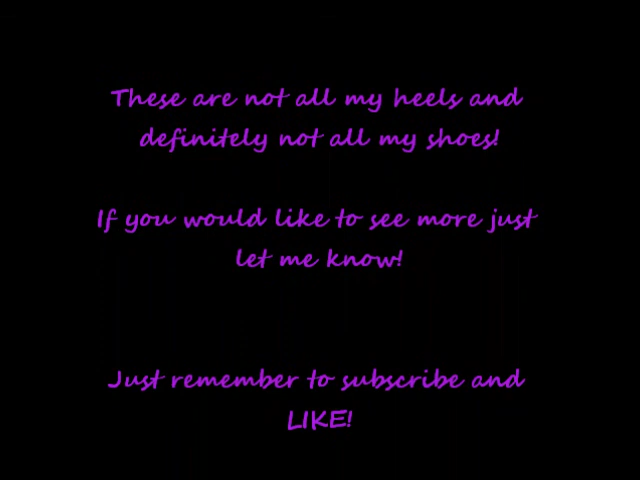 These are not all my heels and
definitely not all my shoes!
If you would like to see more just
let me know!
Just remember to subscribe and
LIKE!